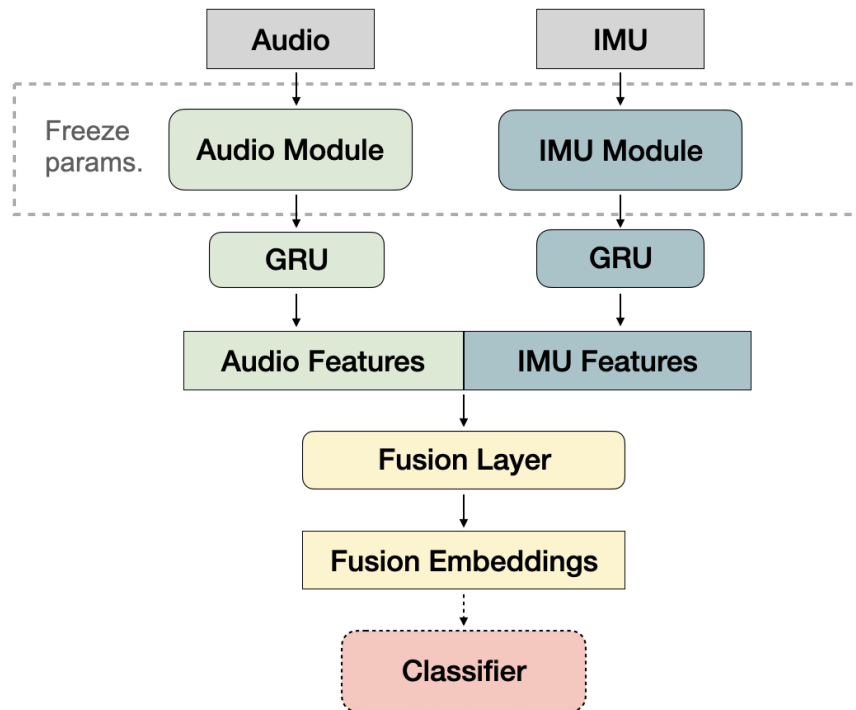 Audio
IMU
Freeze
params.
Audio Module
IMU Module
GRU
GRU
Audio Features
IMU Features
Fusion Layer
Fusion Embeddings
Classifier